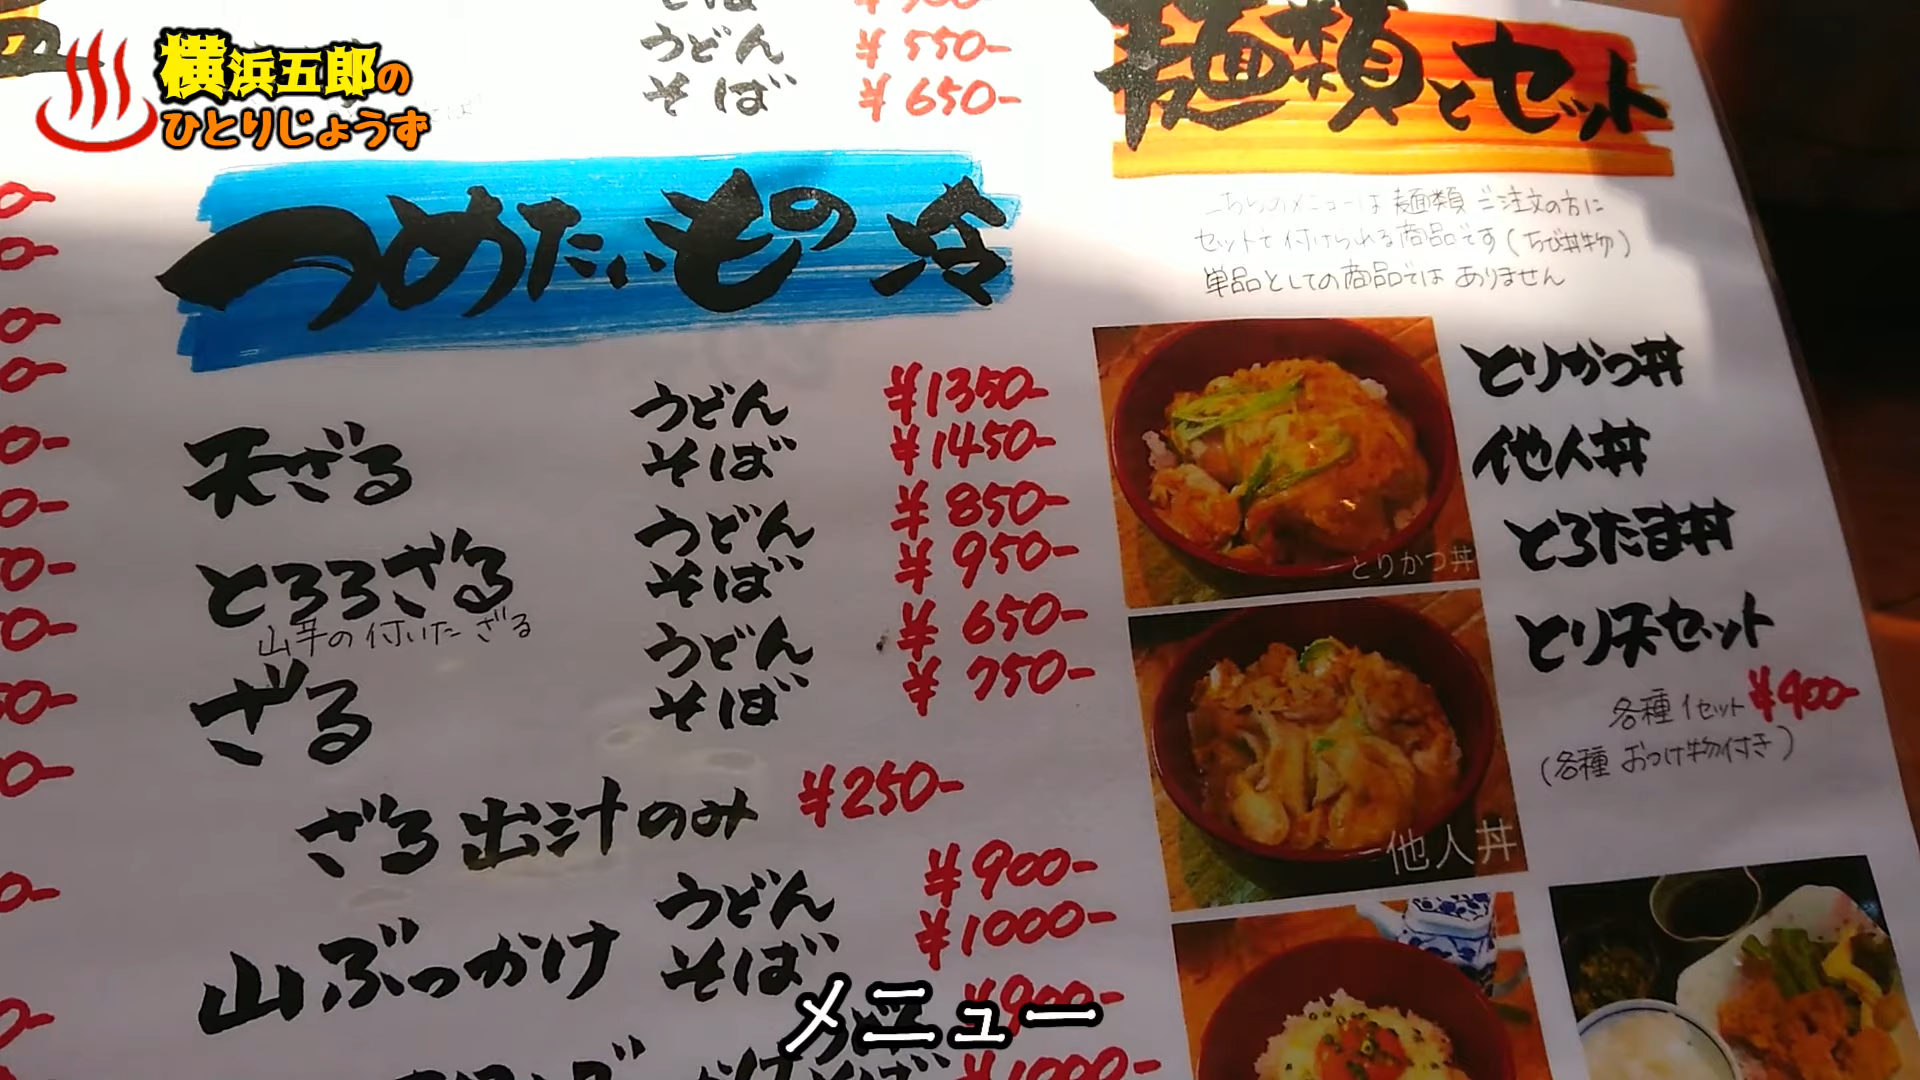 横浜五郎の
ひとりじょうず
うどん ¥550-
そば ¥650-
つめたいもの 冷
天ざる
うどん ¥1350-
そば ¥1450-
とろろざる
山芋の付いたざる
うどん ¥850-
そば ¥950-
ざる
うどん ¥650-
そば ¥750-
ざる出汁のみ ¥250-
山ぶっかけ
うどん ¥900-
そば ¥1000-
¥900-
そば ¥1000-
麺類とセット
こちらのメニューは麺類ご注文の方に
セットで付けられる商品です(ちび丼物)
単品としての商品ではありません
とりかつ丼
他人丼
とろたま丼
とり天セット
各種1セット ¥400-
(各種おつけ物付き)
とりかつ丼
他人丼
メニュー